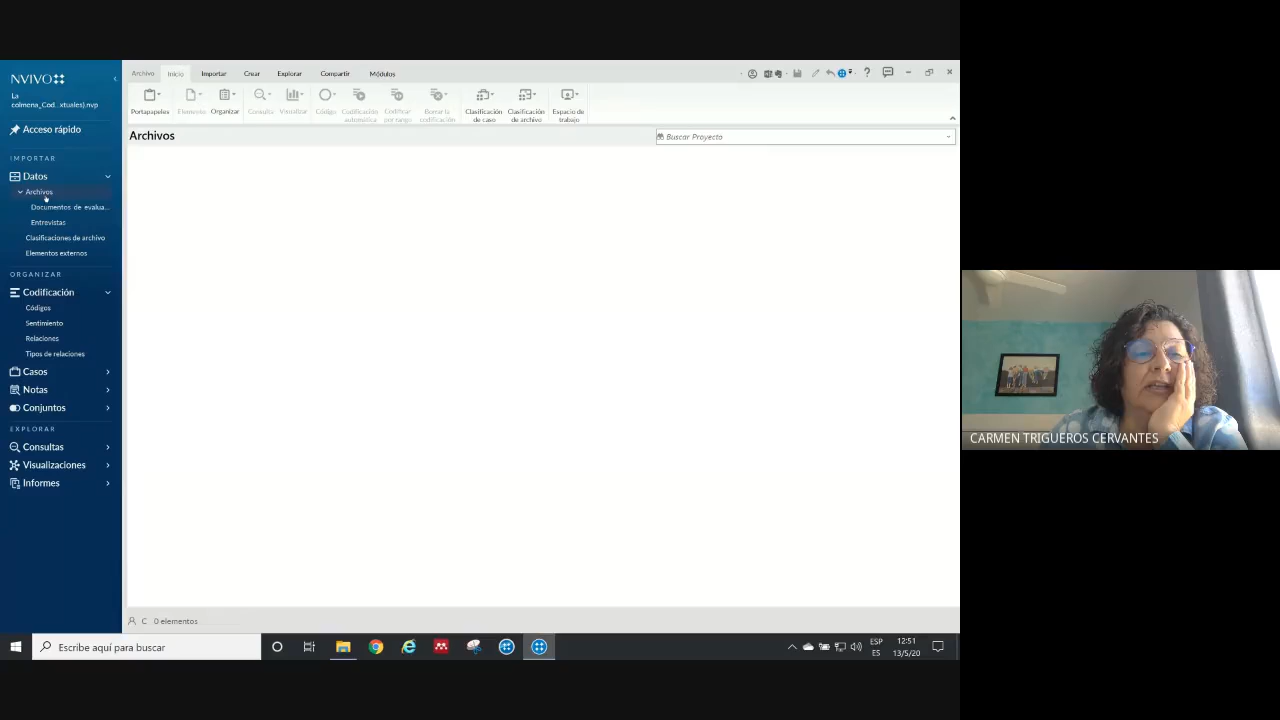 NVIVO
La
colmena_Cod...xtuales).nvp
Acceso rápido
IMPORTAR
Datos
Archivos
Documentos de evalua...
Entrevistas
Clasificaciones de archivo
Elementos externos
ORGANIZAR
Codificación
Códigos
Sentimiento
Relaciones
Tipos de relaciones
Casos
Notas
Conjuntos
EXPLORAR
Consultas
Visualizaciones
Informes
Archivo Inicio Importar Crear Explorar Compartir Módulos
Portapapeles Elemento Organizar Consulta Visualizar Código Codificación automática Codificar por rango Borrar la codificación Clasificación de caso Clasificación de archivo Espacio de trabajo
Archivos
Buscar Proyecto
C 0 elementos
Escribe aquí para buscar
ESP
ES
12:51
13/5/20
CARMEN TRIGUEROS CERVANTES